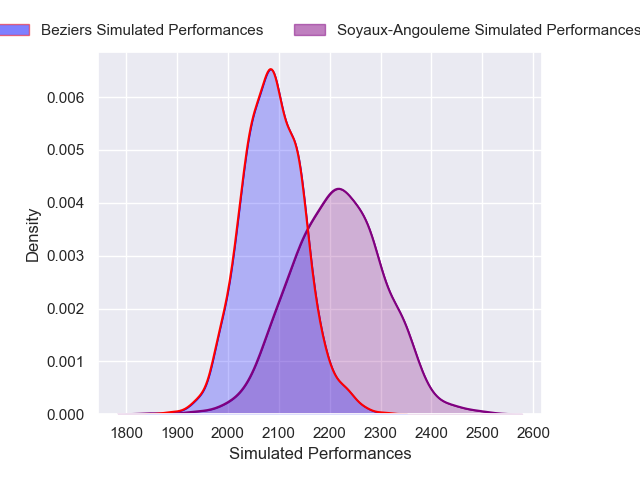 Beziers Simulated Performances Soyaux-Angouleme Simulated Performances
0.006
0.005
0.004
0.003
0.002
0.001
0.000
Density
1800 1900 2000 2100 2200 2300 2400 2500 2600
Simulated Performances